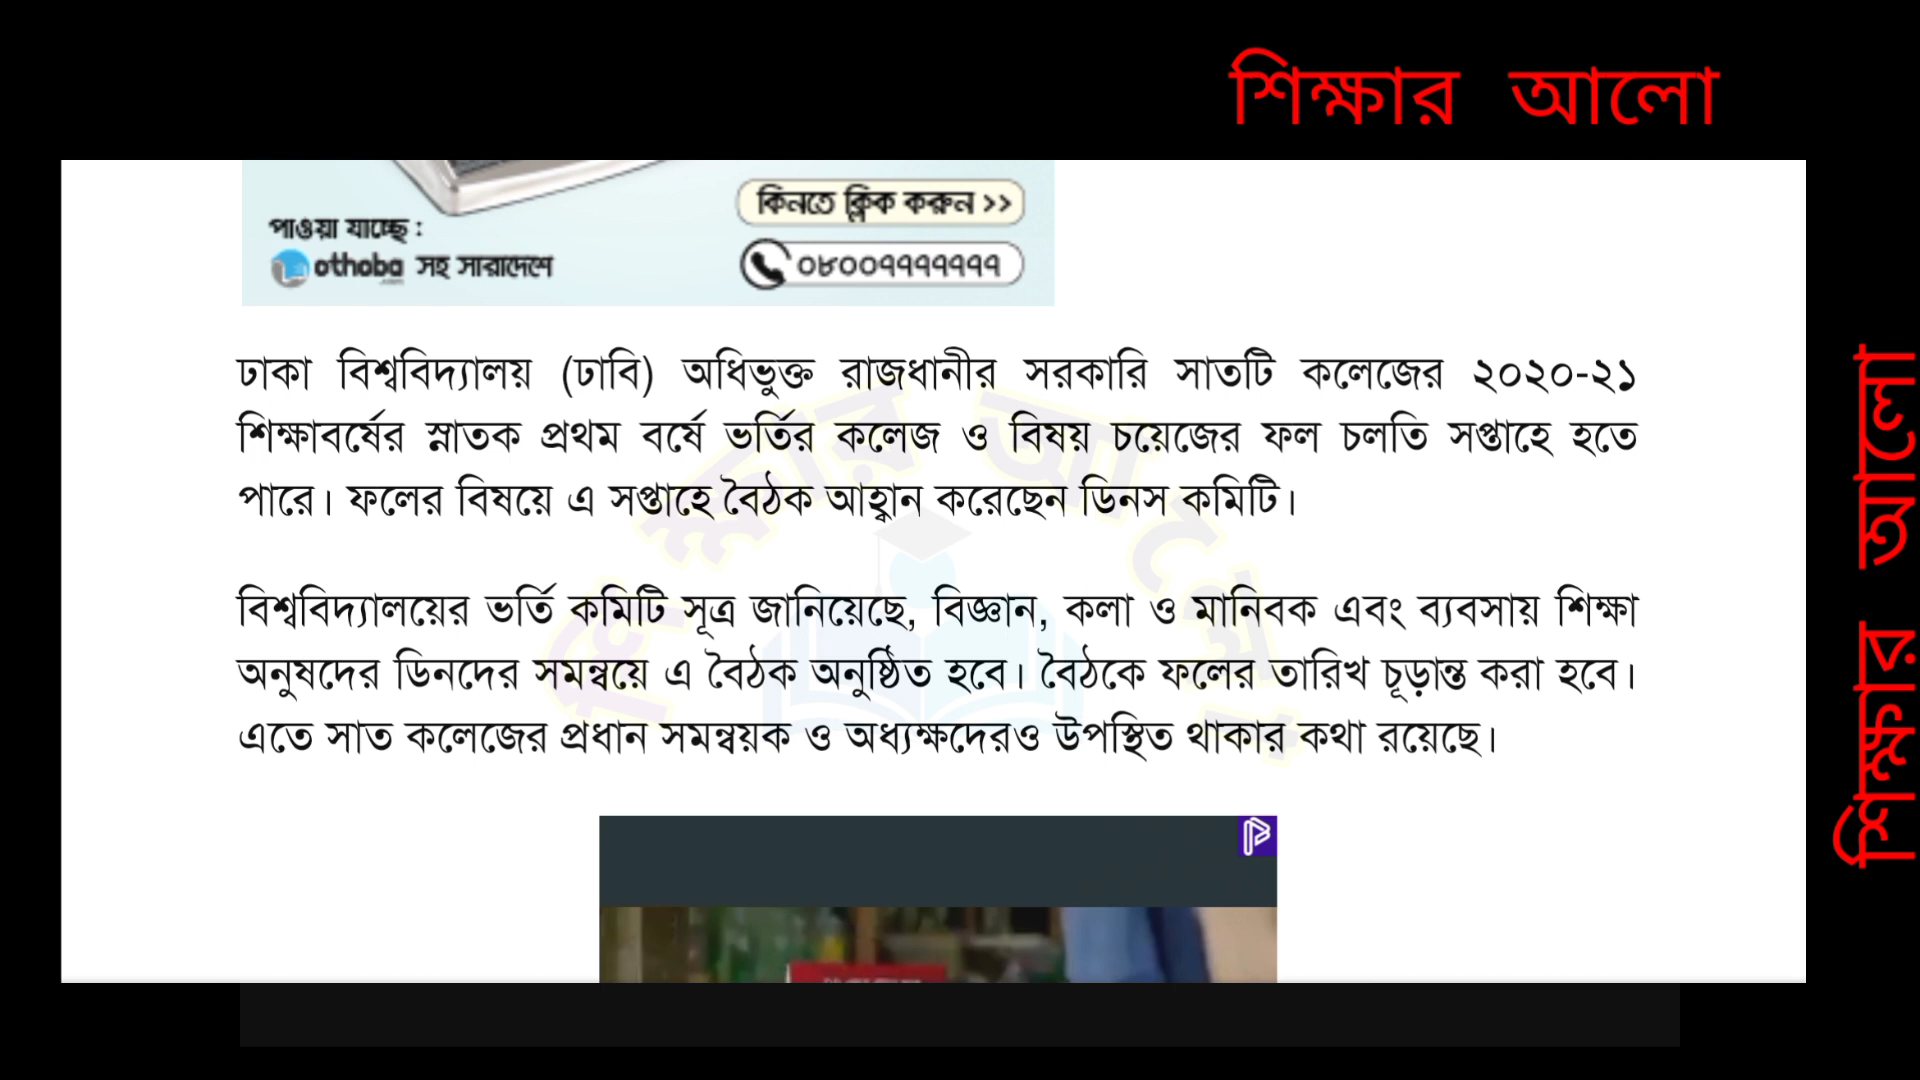 শিক্ষার আলো
কিনতে ক্লিক করুন >>
পাওয়া যাচ্ছে :
othoba সহ সারাদেশে
০৮০০৭৭৭৭৭৭৭
ঢাকা বিশ্ববিদ্যালয় (ঢাবি) অধিভুক্ত রাজধানীর সরকারি সাতটি কলেজের ২০২০-২১
শিক্ষাবর্ষের স্নাতক প্রথম বর্ষে ভর্তির কলেজ ও বিষয় চয়েজের ফল চলতি সপ্তাহে হতে
পারে। ফলের বিষয়ে এ সপ্তাহে বৈঠক আহ্বান করেছেন ডিনস কমিটি।
বিশ্ববিদ্যালয়ের ভর্তি কমিটি সূত্র জানিয়েছে, বিজ্ঞান, কলা ও মানিবক এবং ব্যবসায় শিক্ষা
অনুষদের ডিনদের সমন্বয়ে এ বৈঠক অনুষ্ঠিত হবে। বৈঠকে ফলের তারিখ চূড়ান্ত করা হবে।
এতে সাত কলেজের প্রধান সমন্বয়ক ও অধ্যক্ষদেরও উপস্থিত থাকার কথা রয়েছে।
শিক্ষার আলো
শিক্ষার আলো